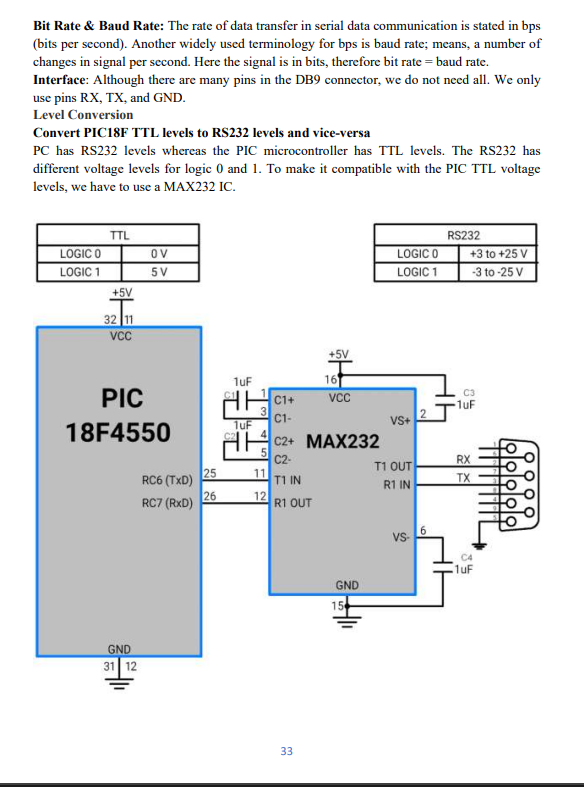 Bit Rate & Baud Rate: The rate of data transfer in serial data communication is stated in bps
(bits per second). Another widely used terminology for bps is baud rate; means, a number of
changes in signal per second. Here the signal is in bits, therefore bit rate = baud rate.
Interface: Although there are many pins in the DB9 connector, we do not need all. We only
use pins RX, TX, and GND.
Level Conversion
Convert PIC18F TTL levels to RS232 levels and vice-versa
PC has RS232 levels whereas the PIC microcontroller has TTL levels. The RS232 has
different voltage levels for logic 0 and 1. To make it compatible with the PIC TTL voltage
levels, we have to use a MAX232 IC.
TTL
LOGIC 0 0 V
LOGIC 1 5 V
RS232
LOGIC 0 +3 to +25 V
LOGIC 1 -3 to -25 V
+5V
32 11
VCC
PIC
18F4550
RC6 (TxD) 25
RC7 (RxD) 26
GND
31 12
1uF
C1
1uF
C2
+5V
16
VCC
1 C1+
3 C1-
4 C2+
5 C2-
MAX232
11 T1 IN
12 R1 OUT
VS+ 2
T1 OUT
R1 IN
VS- 6
GND
15
C3
1uF
RX
TX
C4
1uF
33